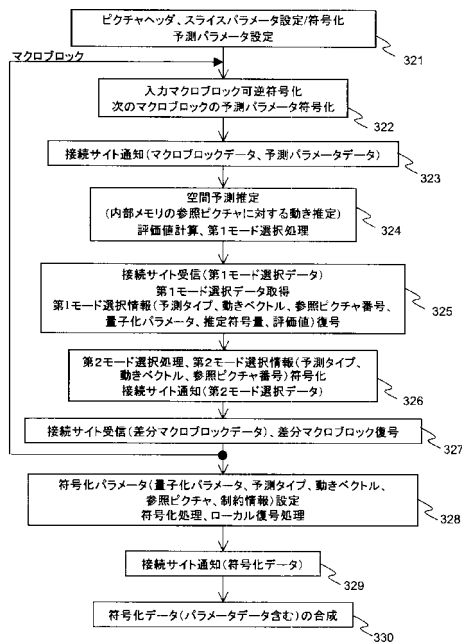 ピクチャヘッダ、スライスパラメータ設定/符号化
予測パラメータ設定
321
マクロブロック
入力マクロブロック可逆符号化
次のマクロブロックの予測パラメータ符号化
322
接続サイト通知(マクロブロックデータ、予測パラメータデータ)
323
空間予測推定
(内部メモリの参照ピクチャに対する動き推定)
評価値計算、第1モード選択処理
324
接続サイト受信(第1モード選択データ)
第1モード選択データ取得
第1モード選択情報(予測タイプ、動きベクトル、参照ピクチャ番号、
量子化パラメータ、推定符号量、評価値)復号
325
第2モード選択処理、第2モード選択情報(予測タイプ、
動きベクトル、参照ピクチャ番号)符号化
接続サイト通知(第2モード選択データ)
326
接続サイト受信(差分マクロブロックデータ)、差分マクロブロック復号
327
符号化パラメータ(量子化パラメータ、予測タイプ、動きベクトル、
参照ピクチャ、制約情報)設定
符号化処理、ローカル復号処理
328
接続サイト通知(符号化データ)
329
符号化データ(パラメータデータ含む)の合成
330